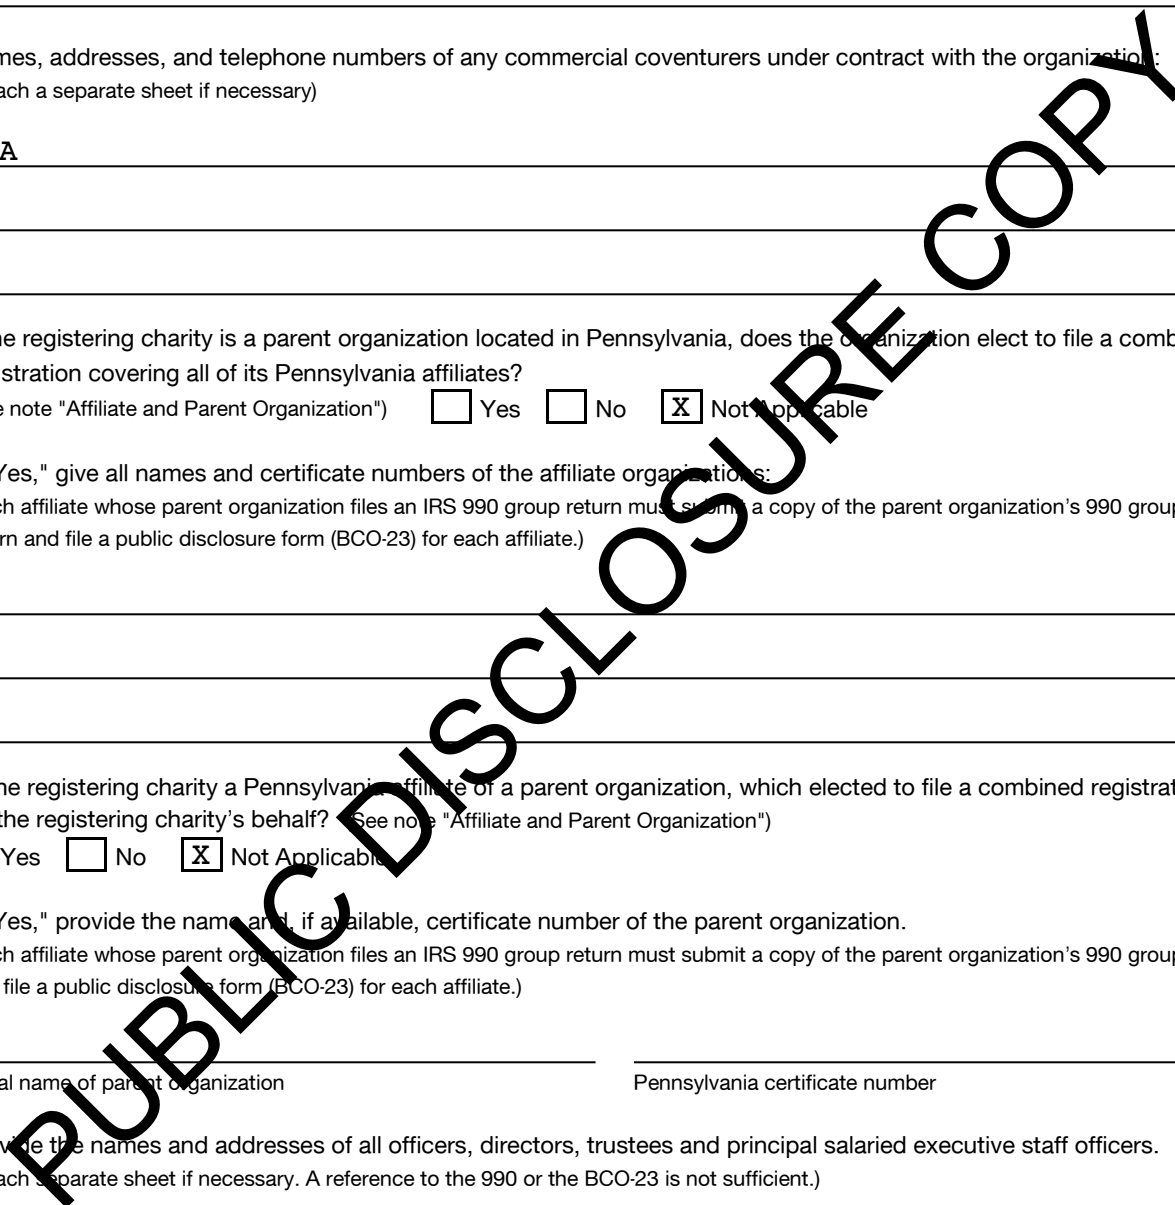 mes, addresses, and telephone numbers of any commercial coventurers under contract with the organization:
ach a separate sheet if necessary)
A
ne registering charity is a parent organization located in Pennsylvania, does the organization elect to file a comb
stration covering all of its Pennsylvania affiliates?
e note "Affiliate and Parent Organization") Yes No X Not Applicable
Yes," give all names and certificate numbers of the affiliate organizations:
ch affiliate whose parent organization files an IRS 990 group return must submit a copy of the parent organization's 990 group
rn and file a public disclosure form (BCO-23) for each affiliate.)
ne registering charity a Pennsylvania affiliate of a parent organization, which elected to file a combined registrat
the registering charity's behalf? (See note "Affiliate and Parent Organization")
Yes No X Not Applicable
Yes," provide the name and, if available, certificate number of the parent organization.
ch affiliate whose parent organization files an IRS 990 group return must submit a copy of the parent organization's 990 group
file a public disclosure form (BCO-23) for each affiliate.)
al name of parent organization Pennsylvania certificate number
vide the names and addresses of all officers, directors, trustees and principal salaried executive staff officers.
ach separate sheet if necessary. A reference to the 990 or the BCO-23 is not sufficient.)
PUBLIC DISCLOSURE COPY